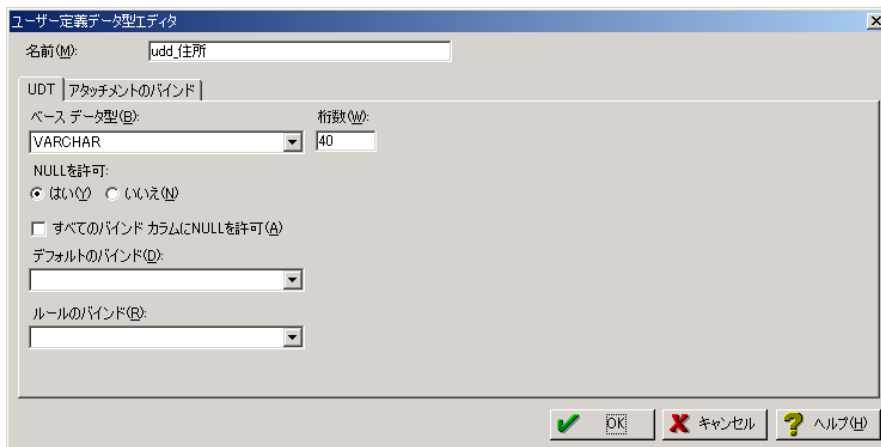 ユーザー定義データ型エディタ
名前(M): udd_住所
UDT アタッチメントのバインド
ベース データ型(B): 桁数(W):
VARCHAR 40
NULLを許可:
はい(Y) いいえ(N)
すべてのバインド カラムにNULLを許可(A)
デフォルトのバインド(D):
ルールのバインド(R):
OK キャンセル ヘルプ(H)